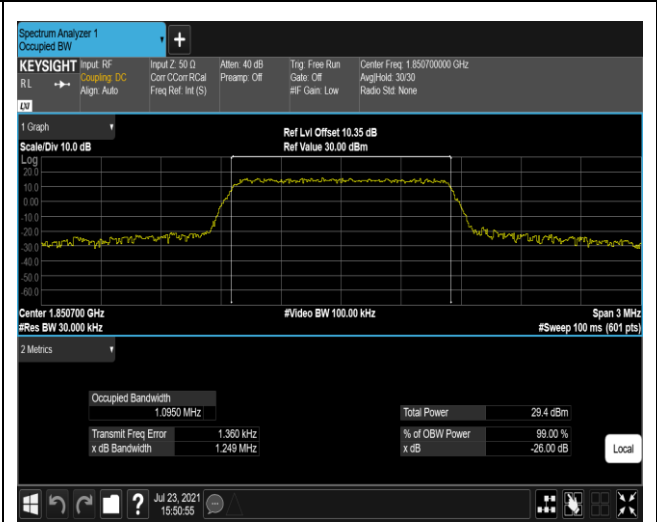 Spectrum Analyzer 1
Occupied BW
+
KEYSIGHT Input: RF Input Z: 50 Ω Atten: 40 dB Trig: Free Run Center Freq: 1.850700000 GHz
RL Coupling: DC Corr CCorr RCal Preamp: Off Gate: Off Avg|Hold: 30/30
Align: Auto Freq Ref: Int (S) #IF Gain: Low Radio Std: None
LXI
1 Graph Ref Lvl Offset 10.35 dB
Scale/Div 10.0 dB Ref Value 30.00 dBm
Log
20.0
10.0
0.00
-10.0
-20.0
-30.0
-40.0
-50.0
-60.0
Center 1.850700 GHz #Video BW 100.00 kHz Span 3 MHz
#Res BW 30.000 kHz #Sweep 100 ms (601 pts)
2 Metrics
Occupied Bandwidth
1.0950 MHz Total Power 29.4 dBm
Transmit Freq Error 1.360 kHz % of OBW Power 99.00 %
x dB Bandwidth 1.249 MHz x dB -26.00 dB
Local
? Jul 23, 2021
15:50:55